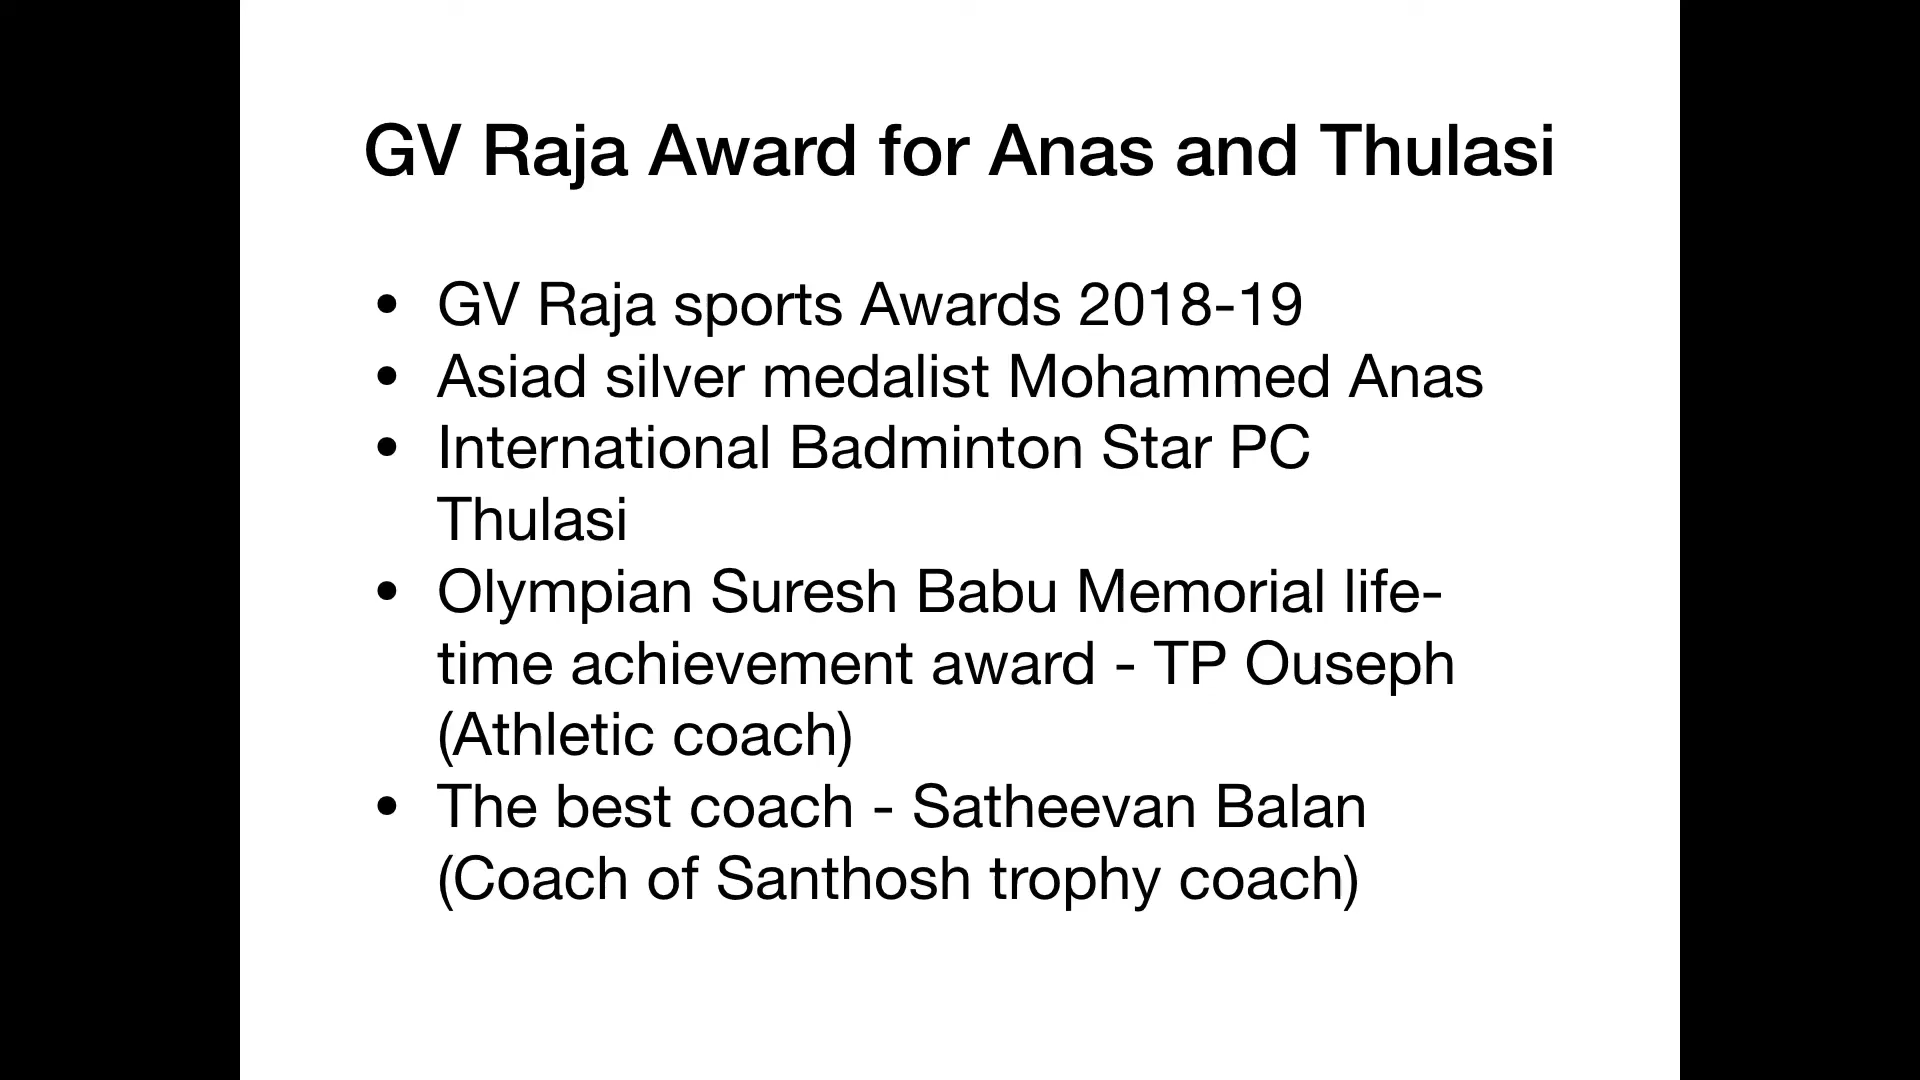 GV Raja Award for Anas and Thulasi
• GV Raja sports Awards 2018-19
• Asiad silver medalist Mohammed Anas
• International Badminton Star PC
Thulasi
• Olympian Suresh Babu Memorial life-
time achievement award - TP Ouseph
(Athletic coach)
• The best coach - Satheevan Balan
(Coach of Santhosh trophy coach)